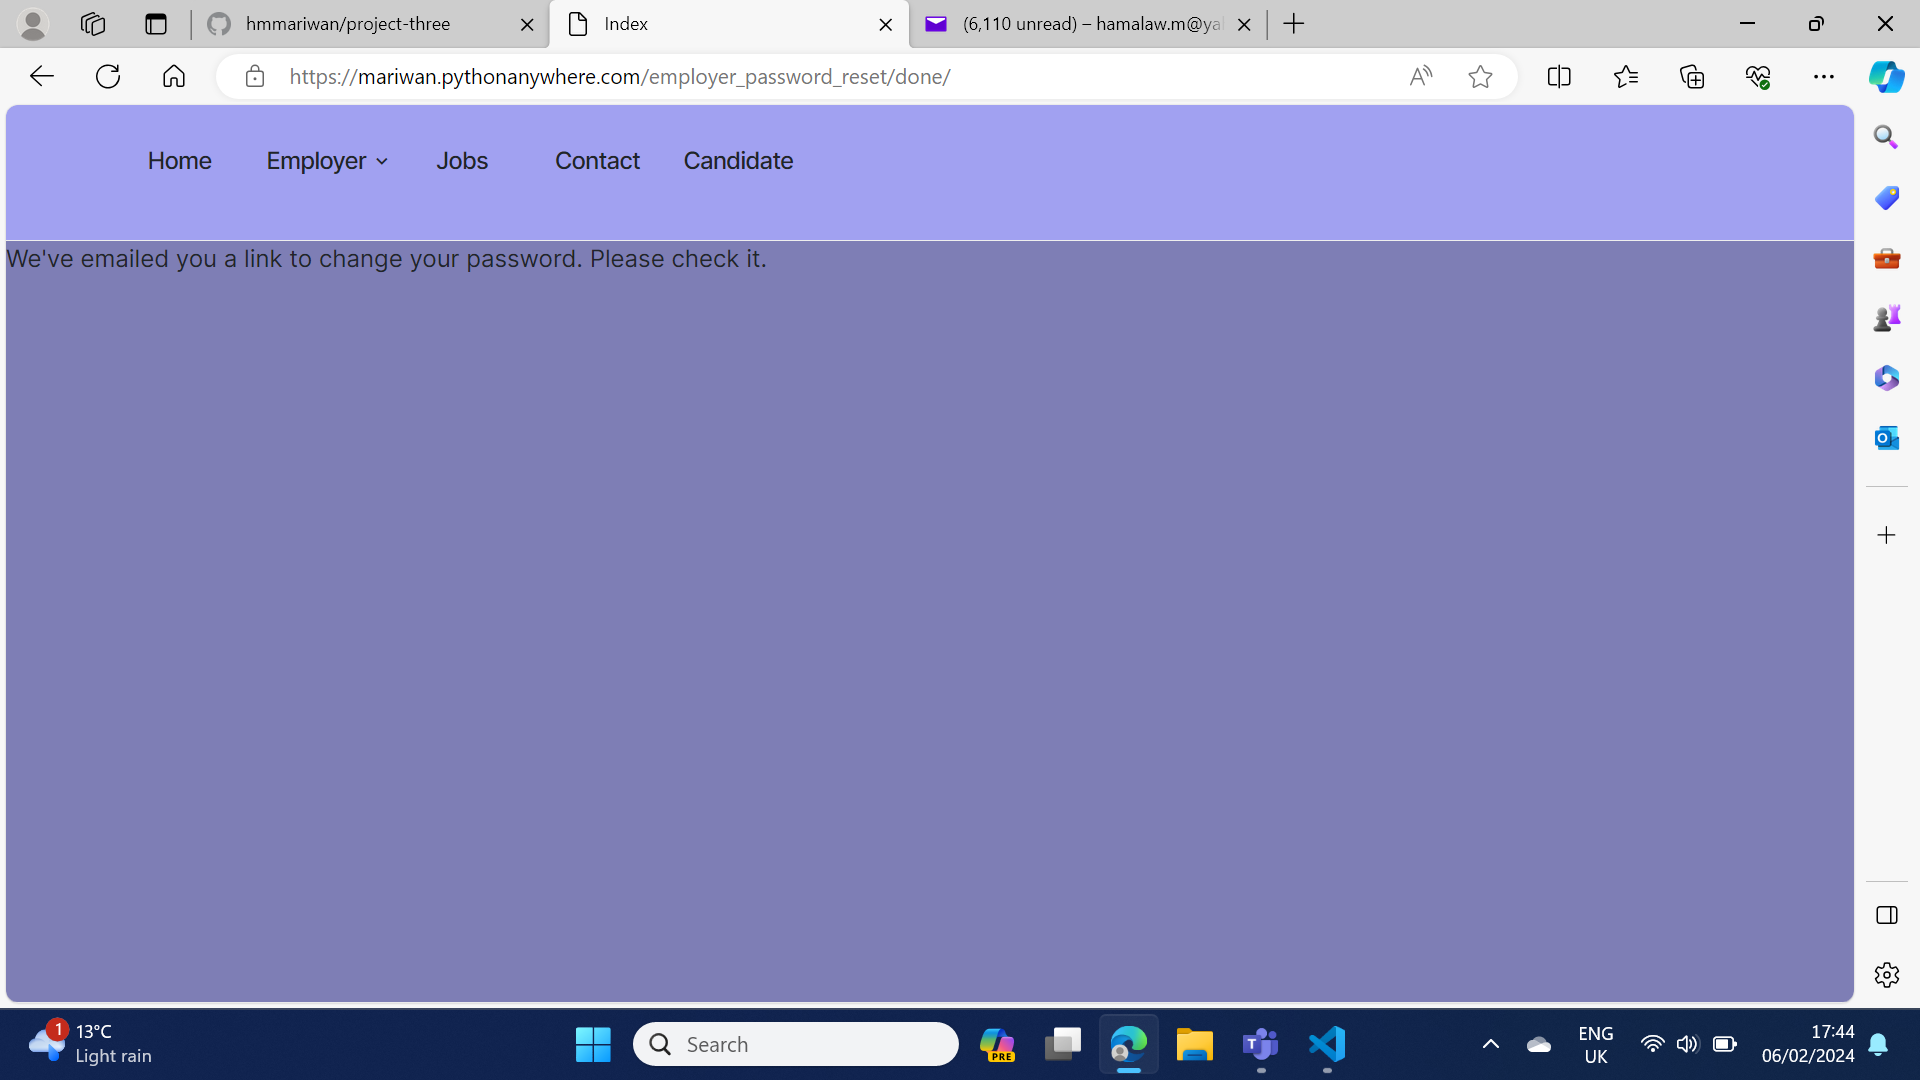 hmmariwan/project-three
Index
(6,110 unread) – hamalaw.m@ya
https://mariwan.pythonanywhere.com/employer_password_reset/done/
Home
Employer
Jobs
Contact
Candidate
We've emailed you a link to change your password. Please check it.
1
13°C
Light rain
Search
PRE
ENG
UK
17:44
06/02/2024